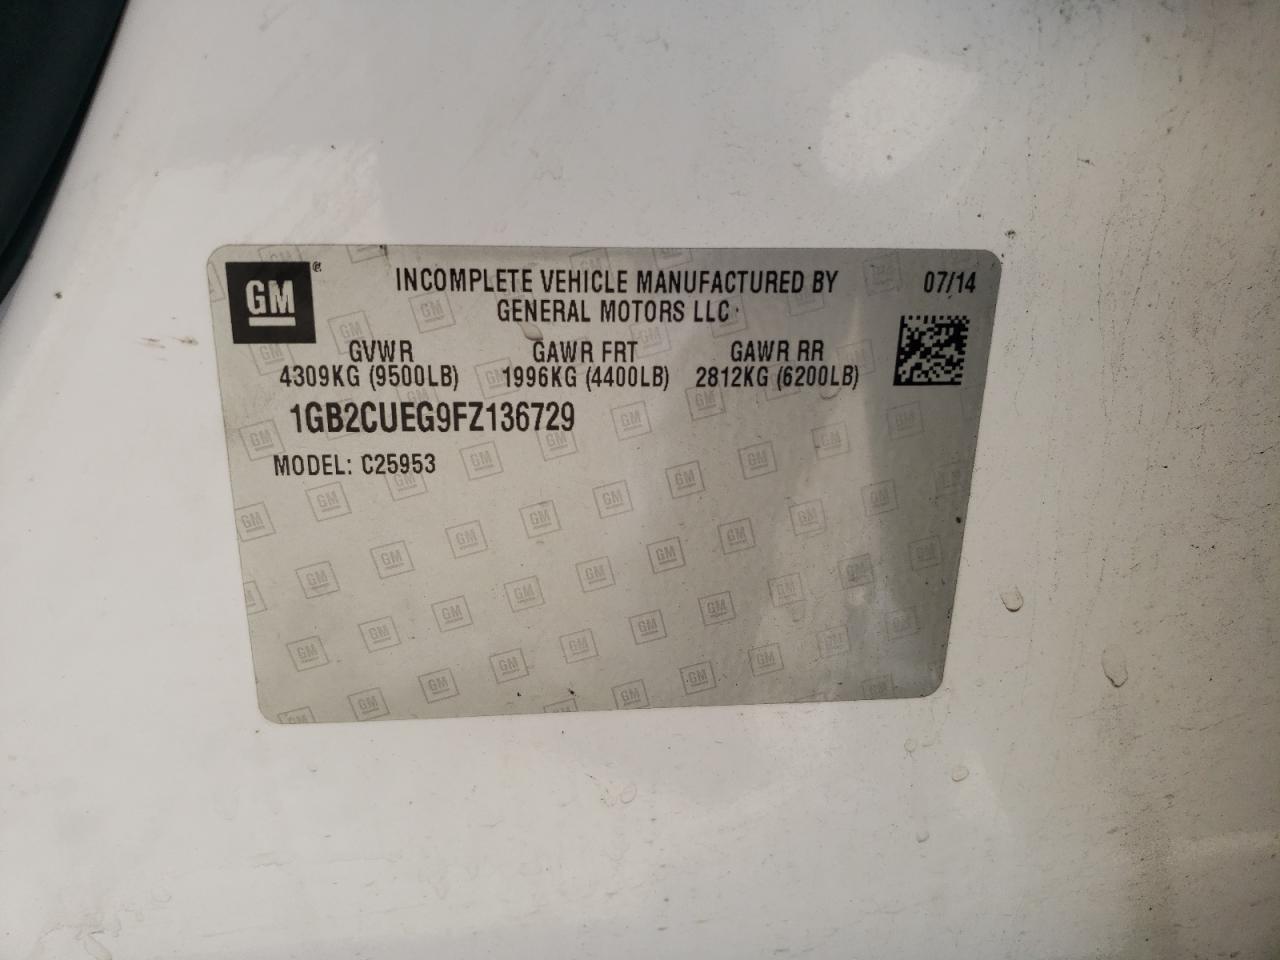 GM®
INCOMPLETE VEHICLE MANUFACTURED BY
GENERAL MOTORS LLC
07/14
GVWR GAWR FRT GAWR RR
4309KG (9500LB) 1996KG (4400LB) 2812KG (6200LB)
1GB2CUEG9FZ136729
MODEL: C25953